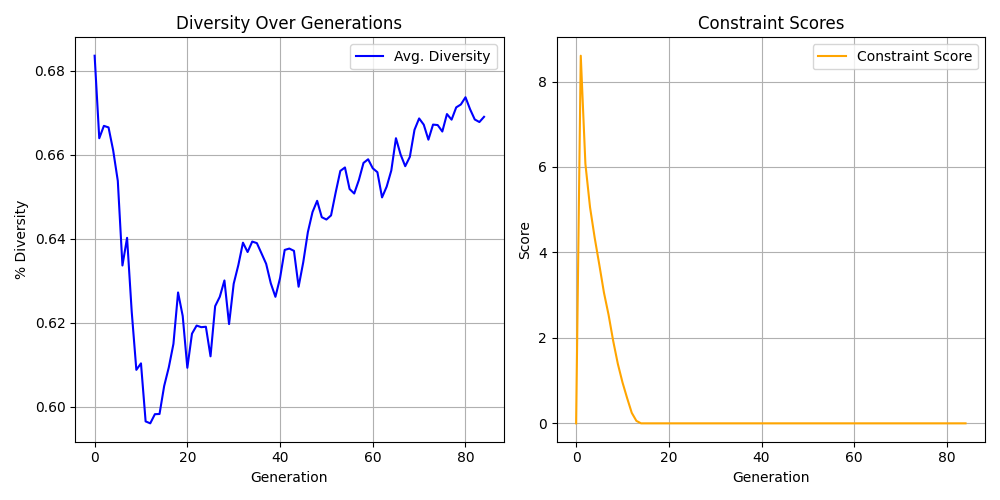 Diversity Over Generations
Avg. Diversity
% Diversity
0.68
0.66
0.64
0.62
0.60
0 20 40 60 80
Generation
Constraint Scores
Constraint Score
Score
8
6
4
2
0
0 20 40 60 80
Generation